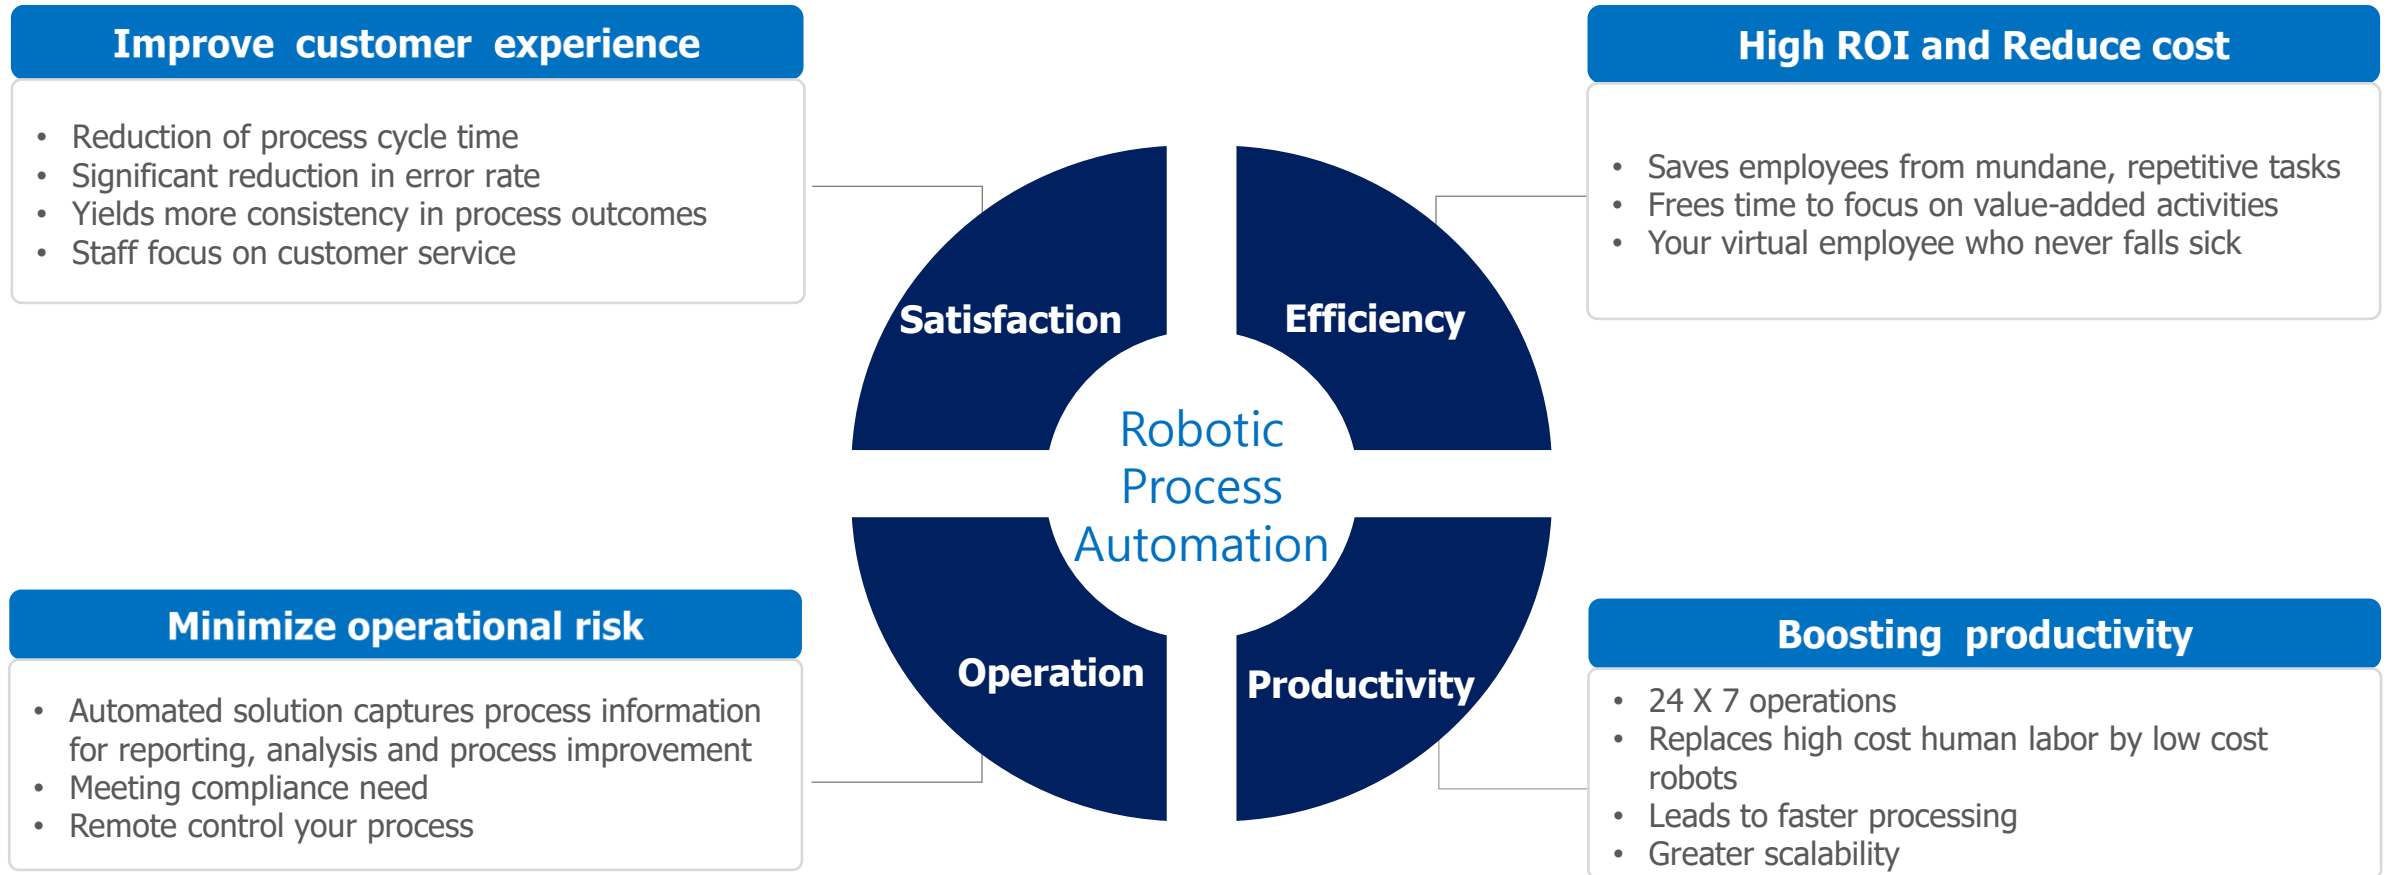 Improve customer experience
• Reduction of process cycle time
• Significant reduction in error rate
• Yields more consistency in process outcomes
• Staff focus on customer service
High ROI and Reduce cost
• Saves employees from mundane, repetitive tasks
• Frees time to focus on value-added activities
• Your virtual employee who never falls sick
Satisfaction
Efficiency
Robotic
Process
Automation
Operation
Productivity
Minimize operational risk
• Automated solution captures process information
for reporting, analysis and process improvement
• Meeting compliance need
• Remote control your process
Boosting productivity
• 24 X 7 operations
• Replaces high cost human labor by low cost
robots
• Leads to faster processing
• Greater scalability